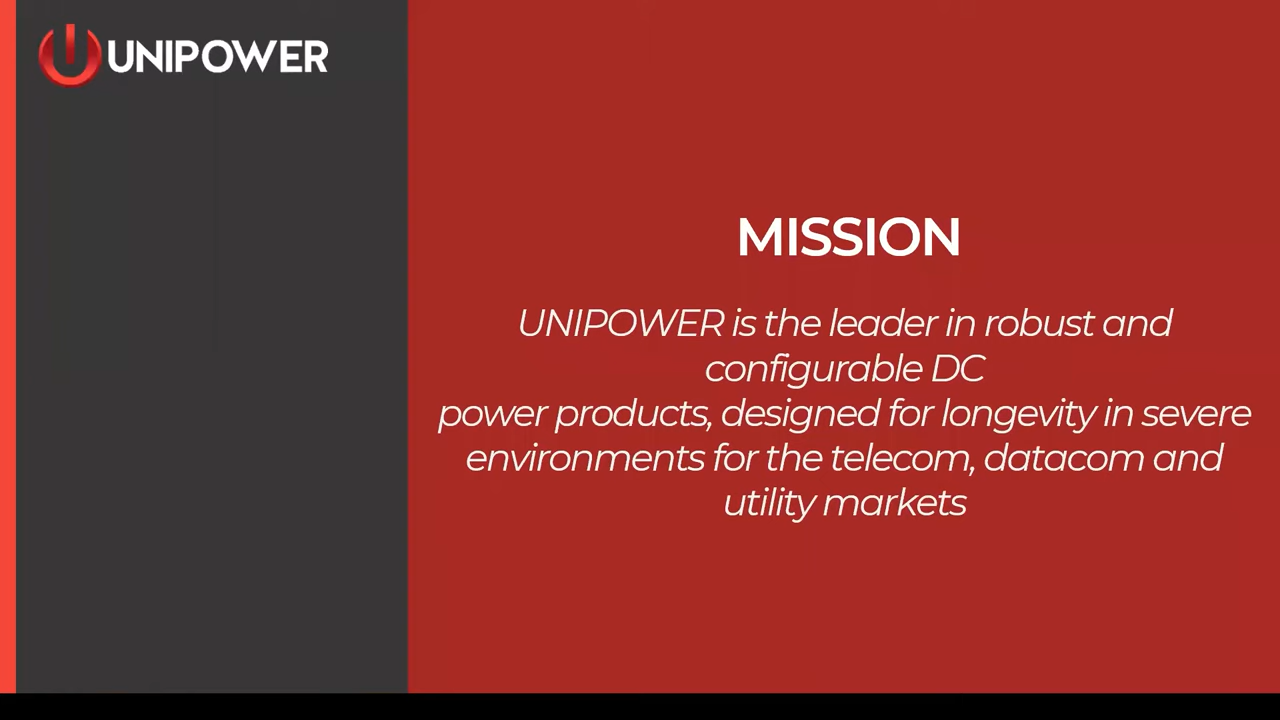 UNIPOWER
MISSION
UNIPOWER is the leader in robust and
configurable DC
power products, designed for longevity in severe
environments for the telecom, datacom and
utility markets